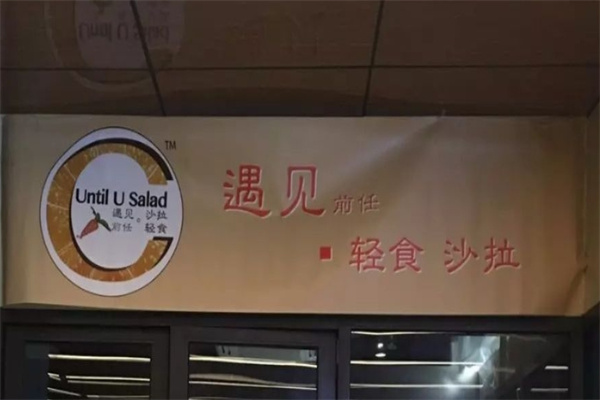 Until U Salad
遇见 沙拉
前任 轻食
TM
遇见前任
轻食 沙拉